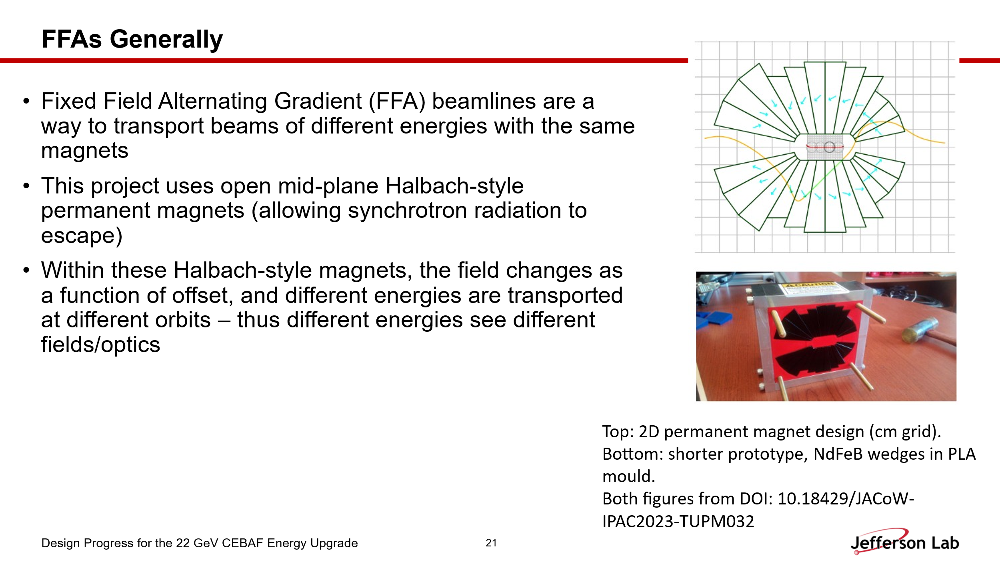 FFAs Generally
• Fixed Field Alternating Gradient (FFA) beamlines are a
way to transport beams of different energies with the same
magnets
• This project uses open mid-plane Halbach-style
permanent magnets (allowing synchrotron radiation to
escape)
• Within these Halbach-style magnets, the field changes as
a function of offset, and different energies are transported
at different orbits – thus different energies see different
fields/optics
CAUTION
Top: 2D permanent magnet design (cm grid).
Bottom: shorter prototype, NdFeB wedges in PLA
mould.
Both figures from DOI: 10.18429/JACoW-
IPAC2023-TUPM032
Design Progress for the 22 GeV CEBAF Energy Upgrade
21
Jefferson Lab